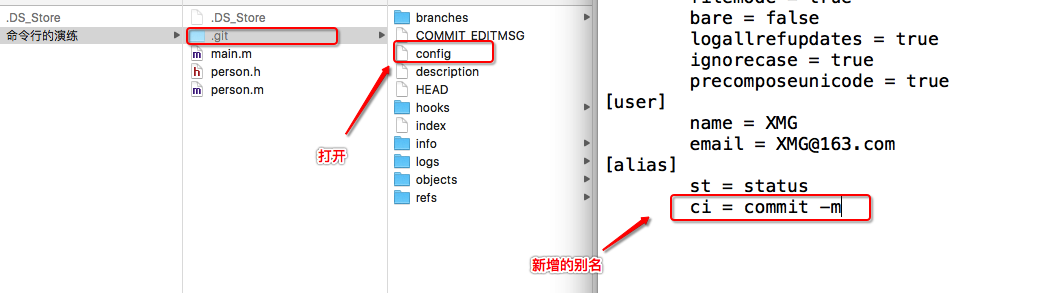 .DS_Store
命令行的演练
.DS_Store
.git
main.m
person.h
person.m
branches
COMMIT_EDITMSG
config
description
HEAD
hooks
index
info
logs
objects
refs
打开
filemode = true
bare = false
logallrefupdates = true
ignorecase = true
precomposeunicode = true
[user]
name = XMG
email = XMG@163.com
[alias]
st = status
ci = commit -m
新增的别名